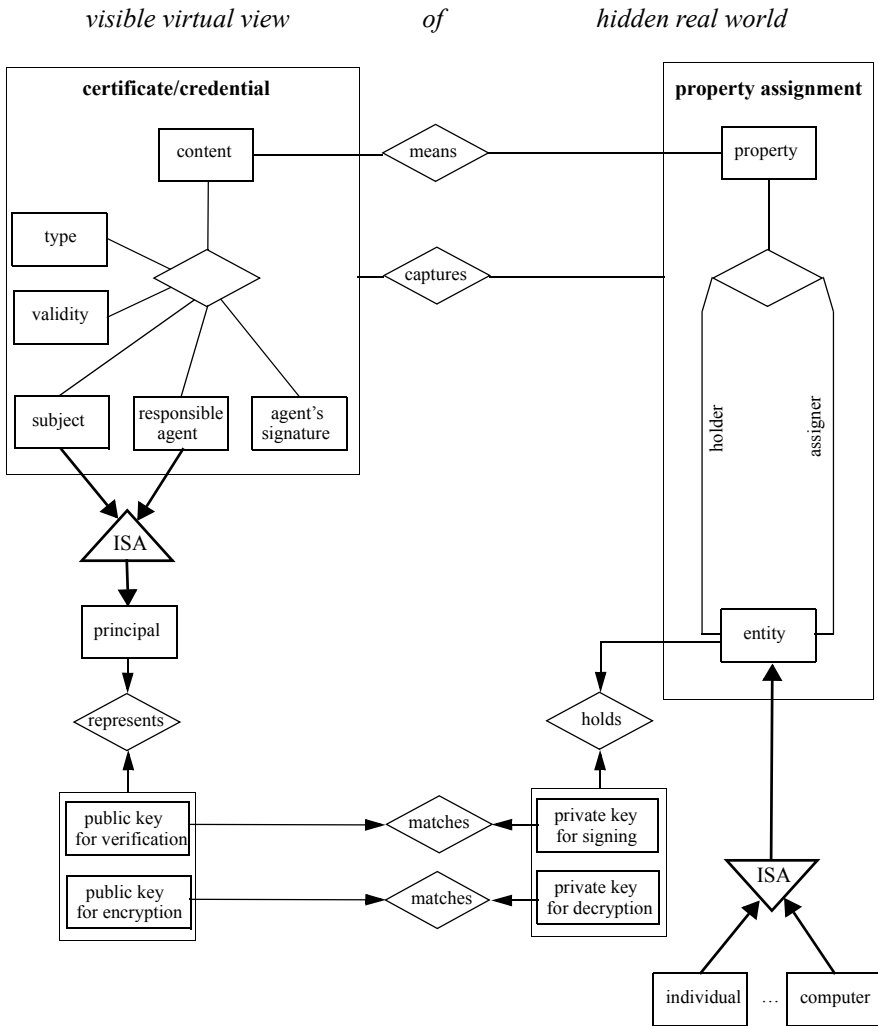 visible virtual view of hidden real world
certificate/credential
property assignment
content
means
property
type
captures
validity
subject
responsible
agent
agent's
signature
holder
assigner
ISA
principal
entity
represents
holds
public key
for verification
matches
private key
for signing
public key
for encryption
matches
private key
for decryption
ISA
individual
...
computer